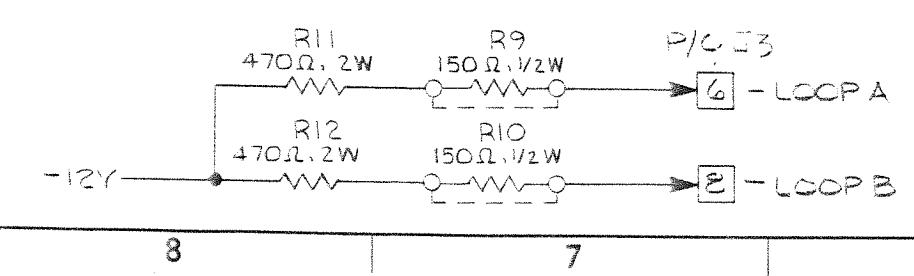 R11
470Ω, 2W
R9
150Ω, 1/2W
P/O J3
6
-LOOP A
R12
470Ω, 2W
R10
150Ω, 1/2W
-12V
2
-LOOP B
8
7